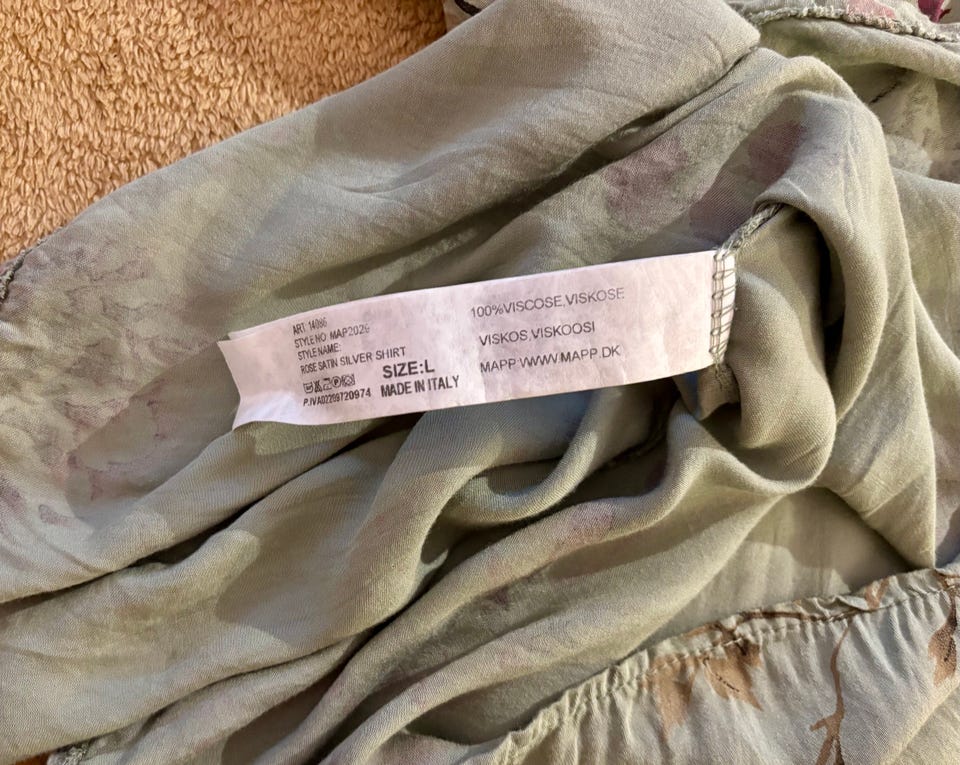 ART. 14086
STYLE NO MAP2026
STYLE NAME:
ROSE SATIN SILVER SHIRT
SIZE:L
P.IVA02289720974 MADE IN ITALY
100%VISCOSE,VISKOSE
VISKOS,VISKOOSI
MAPP:WWW.MAPP.DK